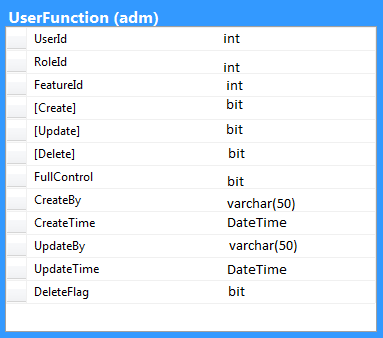 UserFunction (adm)
UserId int
RoleId int
FeatureId int
[Create] bit
[Update] bit
[Delete] bit
FullControl bit
CreateBy varchar(50)
CreateTime DateTime
UpdateBy varchar(50)
UpdateTime DateTime
DeleteFlag bit